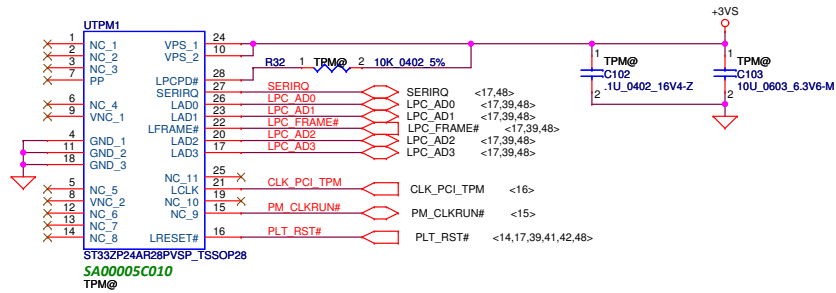 +3VS
UTPM1
1 NC_1 VPS_1 24
2 NC_2 VPS_2 10
3 NC_3
7 PP LPCPD# 28
R32 1 TPM@ 2 10K_0402_5%
SERIRQ 27 SERIRQ SERIRQ <17,48>
6 NC_4 LAD0 26 LPC_AD0 LPC_AD0 <17,39,48>
9 VNC_1 LAD1 23 LPC_AD1 LPC_AD1 <17,39,48>
LFRAME# 22 LPC_FRAME# LPC_FRAME# <17,39,48>
4 GND_1 LAD2 20 LPC_AD2 LPC_AD2 <17,39,48>
11 GND_2 LAD3 17 LPC_AD3 LPC_AD3 <17,39,48>
18 GND_3
NC_11 25
5 NC_5 LCLK 21 CLK_PCI_TPM CLK_PCI_TPM <16>
8 VNC_2 NC_10 19
12 NC_6 NC_9 15 PM_CLKRUN# PM_CLKRUN# <15>
13 NC_7
14 NC_8 LRESET# 16 PLT_RST# PLT_RST# <14,17,39,41,42,48>
ST33ZP24AR28PVSP_TSSOP28
SA00005C010
TPM@
1
TPM@
C102
.1U_0402_16V4-Z
2
1
TPM@
C103
10U_0603_6.3V6-M
2